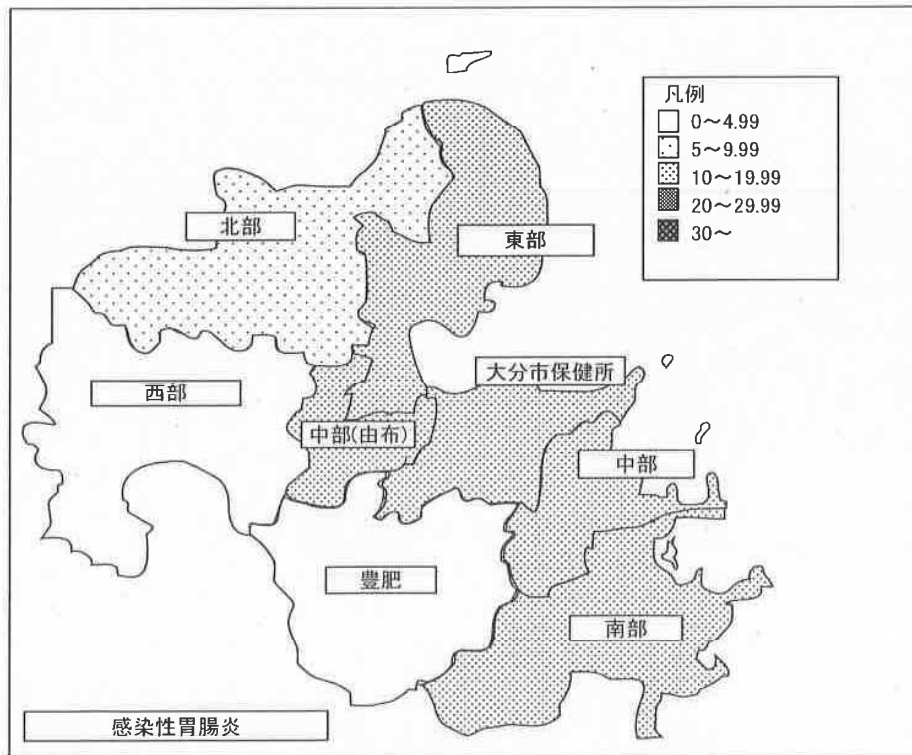 凡例
0～4.99
5～9.99
10～19.99
20～29.99
30～
北部
東部
大分市保健所
西部
中部(由布)
中部
豊肥
南部
感染性胃腸炎